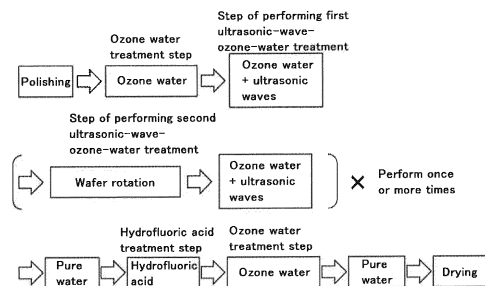 Step of performing first
ultrasonic-wave-
ozone-water treatment
Ozone water
treatment step
Polishing
Ozone water
Ozone water
+ ultrasonic
waves
Step of performing second
ultrasonic-wave-
ozone-water treatment
Wafer rotation
Ozone water
+ ultrasonic
waves
×
Perform once
or more times
Hydrofluoric acid
treatment step
Ozone water
treatment step
Pure
water
Hydrofluoric
acid
Ozone water
Pure
water
Drying